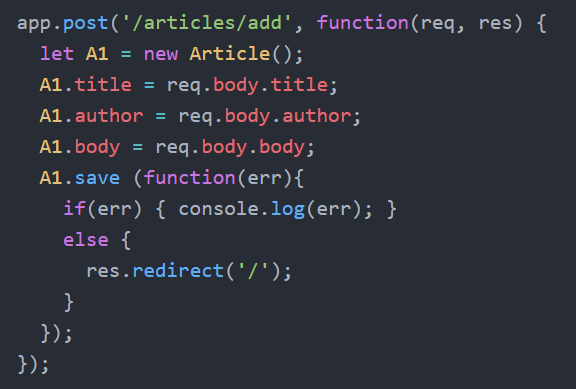 app.post('/articles/add', function(req, res) {
  let A1 = new Article();
  A1.title = req.body.title;
  A1.author = req.body.author;
  A1.body = req.body.body;
  A1.save (function(err){
    if(err) { console.log(err); }
    else {
      res.redirect('/');
    }
  });
});